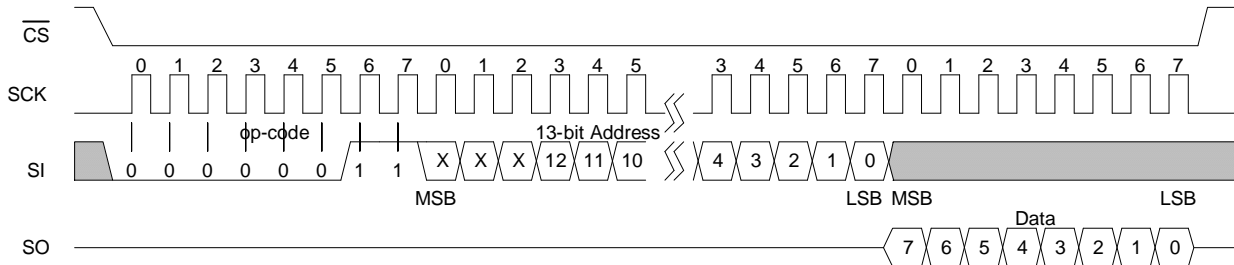 CS
0 1 2 3 4 5 6 7 0 1 2 3 4 5 3 4 5 6 7 0 1 2 3 4 5 6 7
SCK
op-code 13-bit Address
SI 0 0 0 0 0 0 1 1 X X X 12 11 10 4 3 2 1 0
MSB LSB MSB LSB
Data
SO 7 6 5 4 3 2 1 0